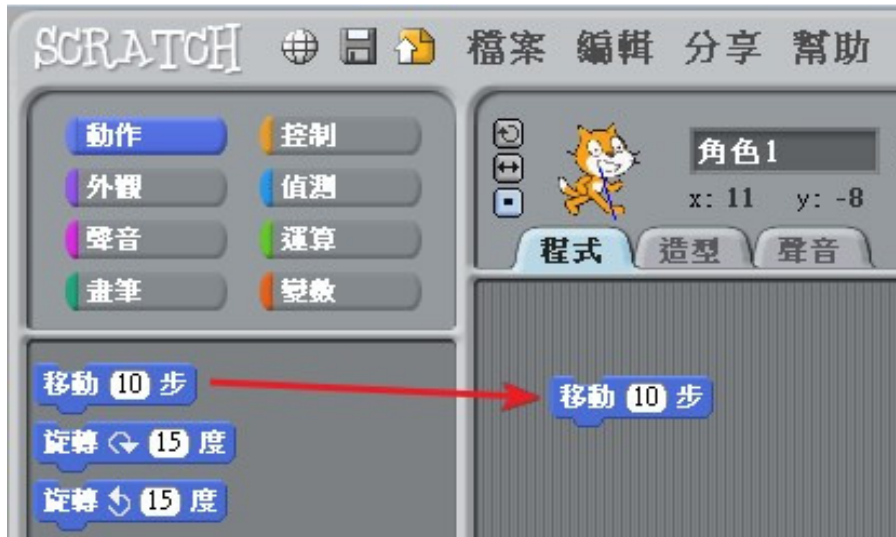 SCRATCH 檔案 編輯 分享 幫助
動作 控制
外觀 偵測
聲音 運算
畫筆 變數
角色1
x: 11 y: -8
程式 造型 聲音
移動 10 步
旋轉 15 度
旋轉 15 度
移動 10 步